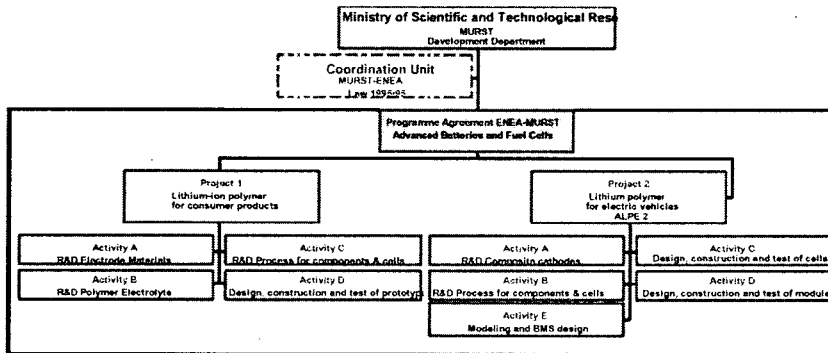 Ministry of Scientific and Technological Rese
MURST
Development Department
Coordination Unit
MURST-ENEA
Law 1995/95
Programme Agreement ENEA-MURST
Advanced Batteries and Fuel Cells
Project 1
Lithium-ion polymer
for consumer products
Project 2
Lithium polymer
for electric vehicles
ALPE 2
Activity A
R&D Electrode Materials
Activity C
R&D Process for components & cells
Activity B
R&D Polymer Electrolyte
Activity D
Design, construction and test of prototyp
Activity A
R&D Composite cathodes
Activity C
Design, construction and test of cells
Activity B
R&D Process for components & cells
Activity D
Design, construction and test of module
Activity E
Modeling and BMS design